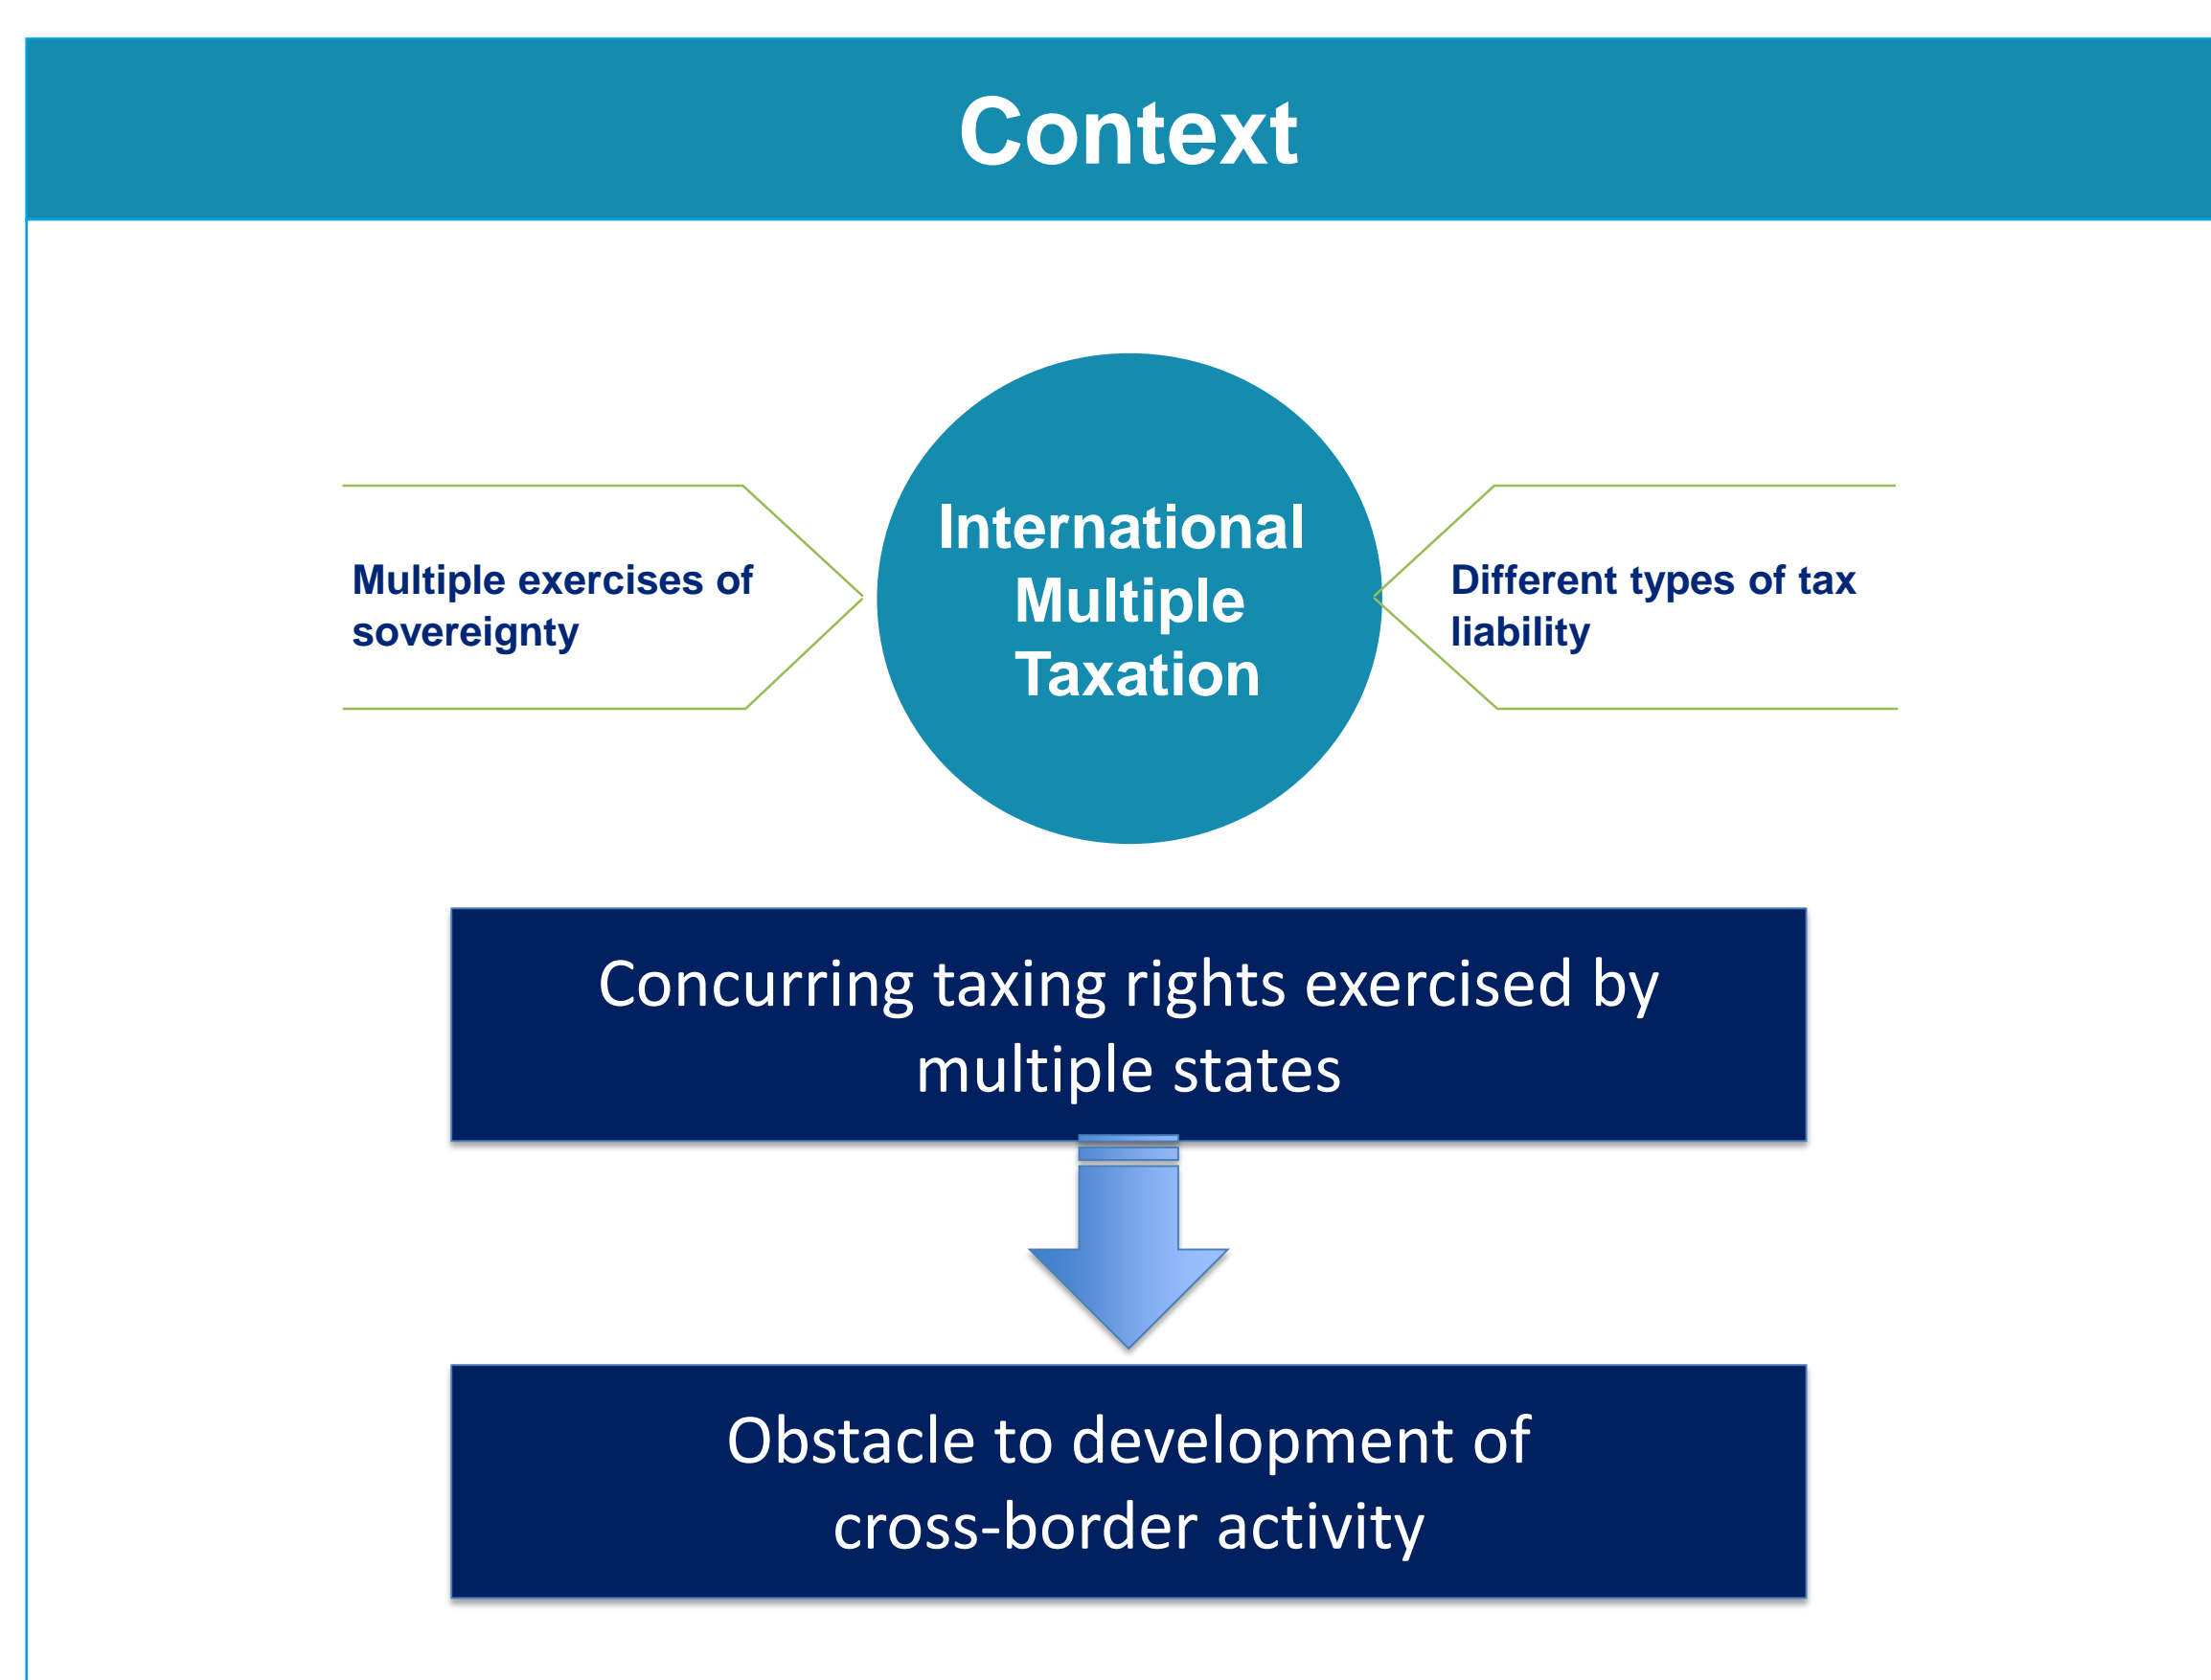 Context
International
Multiple
Taxation
Multiple exercises of
sovereignty
Different types of tax
liability
Concurring taxing rights exercised by
multiple states
Obstacle to development of
cross-border activity